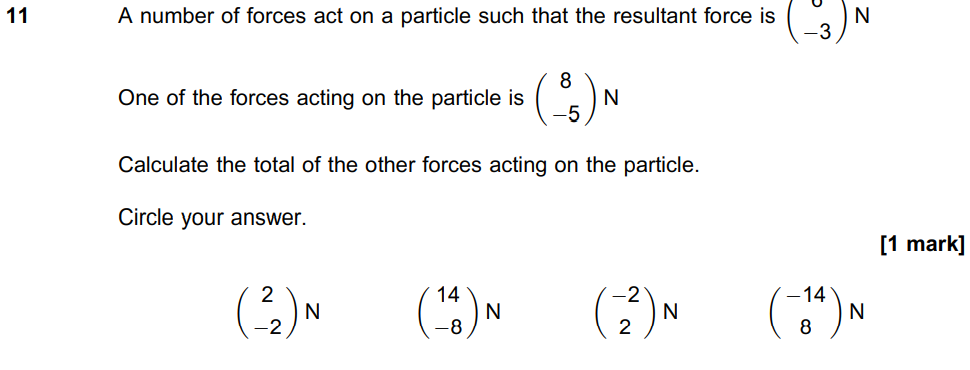 11 A number of forces act on a particle such that the resultant force is ( −3 ) N
One of the forces acting on the particle is ( 8 −5 ) N
Calculate the total of the other forces acting on the particle.
Circle your answer.
[1 mark]
( 2 −2 ) N ( 14 −8 ) N ( −2 2 ) N ( −14 8 ) N